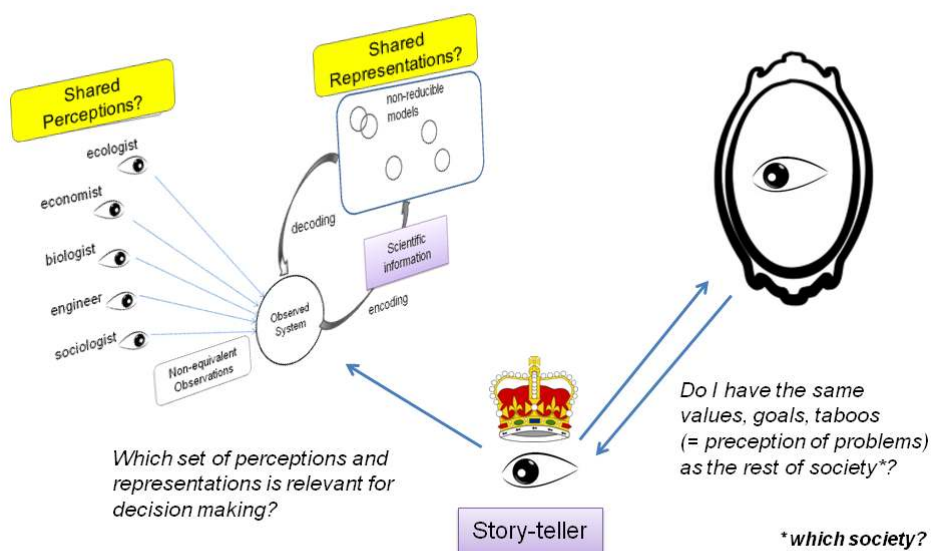 Shared
Perceptions?
ecologist
economist
biologist
engineer
sociologist
Non-equivalent
Observations
Observed
System
decoding
encoding
Scientific
information
Shared
Representations?
non-reducible
models
Which set of perceptions and
representations is relevant for
decision making?
Story-teller
Do I have the same
values, goals, taboos
(= preception of problems)
as the rest of society*?
*which society?